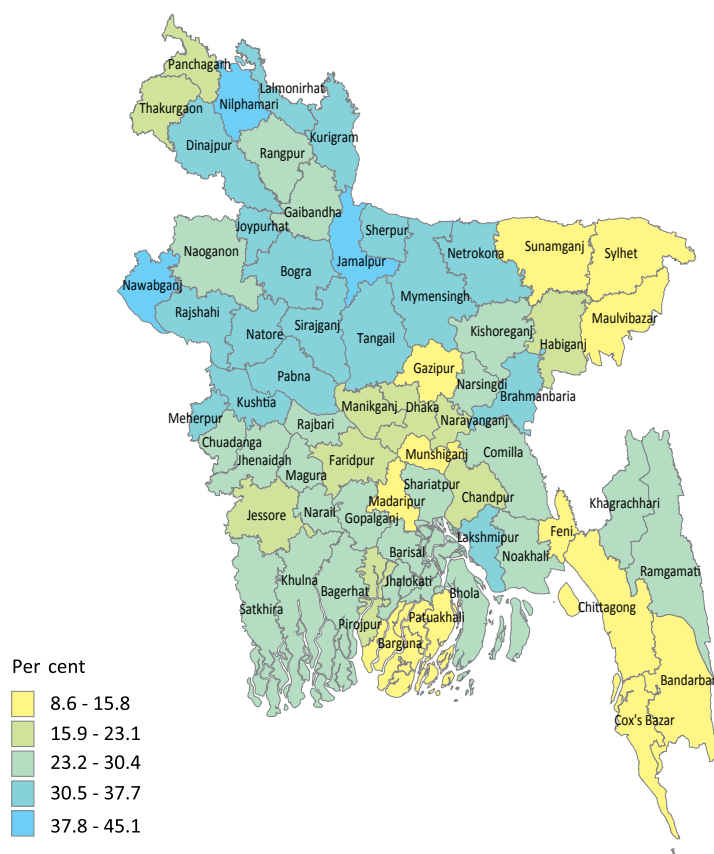 Panchagarh
Lalmonirhat
Thakurgaon
Nilphamari
Kurigram
Dinajpur
Rangpur
Gaibandha
Joypurhat
Sherpur
Naoganon
Netrokona
Sunamganj
Sylhet
Jamalpur
Bogra
Nawabganj
Mymensingh
Rajshahi
Maulvibazar
Sirajganj
Natore
Kishoreganj
Tangail
Habiganj
Gazipur
Pabna
Narsingdi
Brahmanbaria
Kushtia
Manikganj
Dhaka
Meherpur
Rajbari
Narayanganj
Chuadanga
Comilla
Munshiganj
Jhenaidah
Faridpur
Magura
Shariatpur
Chandpur
Madaripur
Khagrachhari
Narail
Jessore
Gopalganj
Feni
Lakshmipur
Barisal
Noakhali
Ramgamati
Khulna
Jhalokati
Bagerhat
Bhola
Chittagong
Satkhira
Patuakhali
Pirojpur
Barguna
Bandarba
Cox's Bazar
Per cent
8.6 - 15.8
15.9 - 23.1
23.2 - 30.4
30.5 - 37.7
37.8 - 45.1